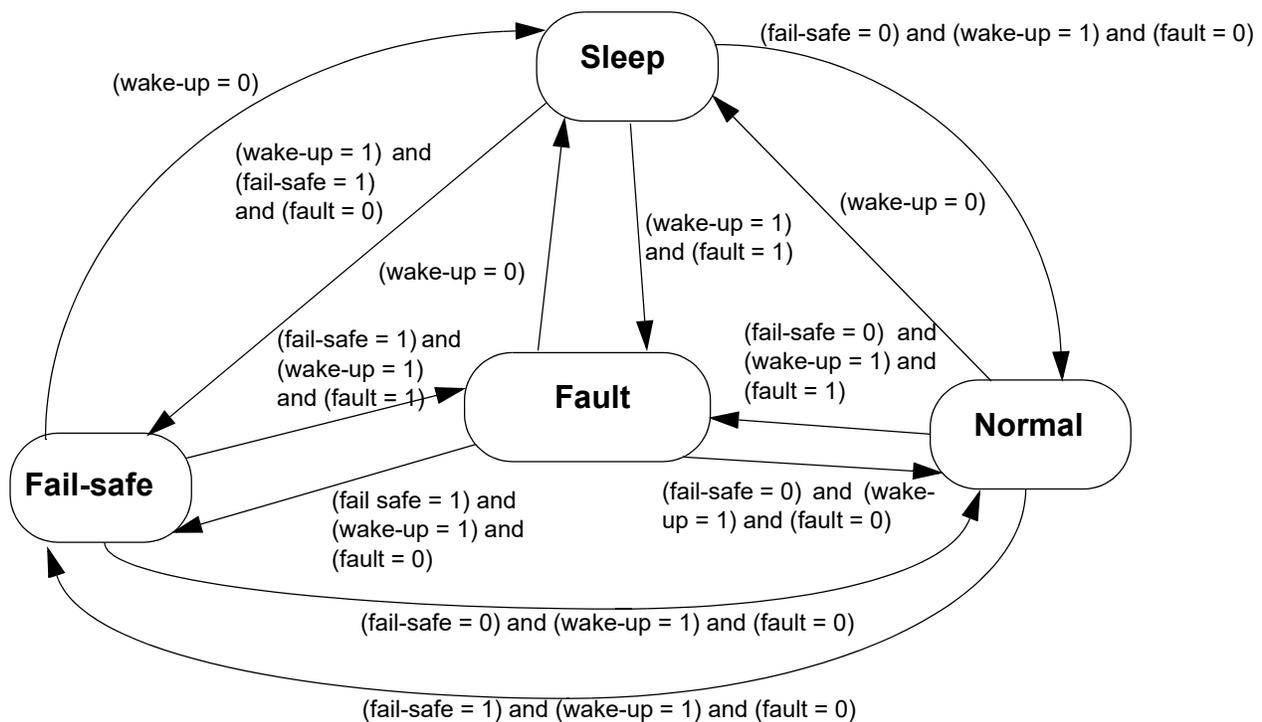 Sleep
(fail-safe = 0) and (wake-up = 1) and (fault = 0)
(wake-up = 0)
(wake-up = 1) and
(fail-safe = 1)
and (fault = 0)
(wake-up = 0)
(wake-up = 1)
and (fault = 1)
(wake-up = 0)
(fail-safe = 1) and
(wake-up = 1)
and (fault = 1)
(fail-safe = 0) and
(wake-up = 1) and
(fault = 1)
Fault
Normal
Fail-safe
(fail safe = 1) and
(wake-up = 1) and
(fault = 0)
(fail-safe = 0) and (wake-
up = 1) and (fault = 0)
(fail-safe = 0) and (wake-up = 1) and (fault = 0)
(fail-safe = 1) and (wake-up = 1) and (fault = 0)